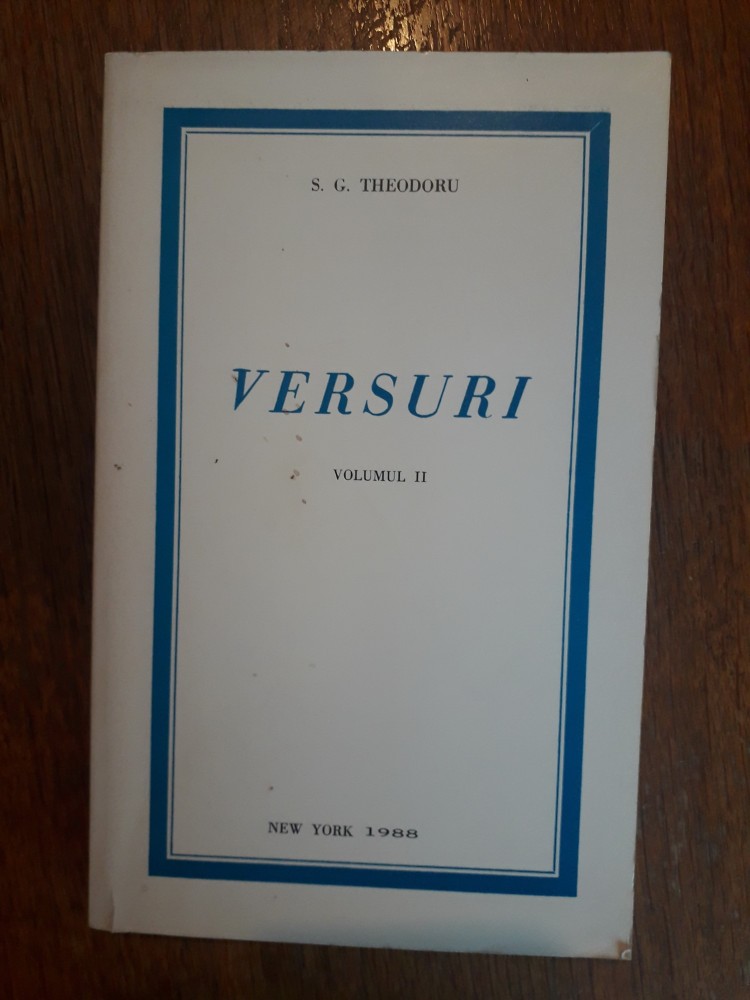 S. G. THEODORU
VERSURI
VOLUMUL II
NEW YORK 1988